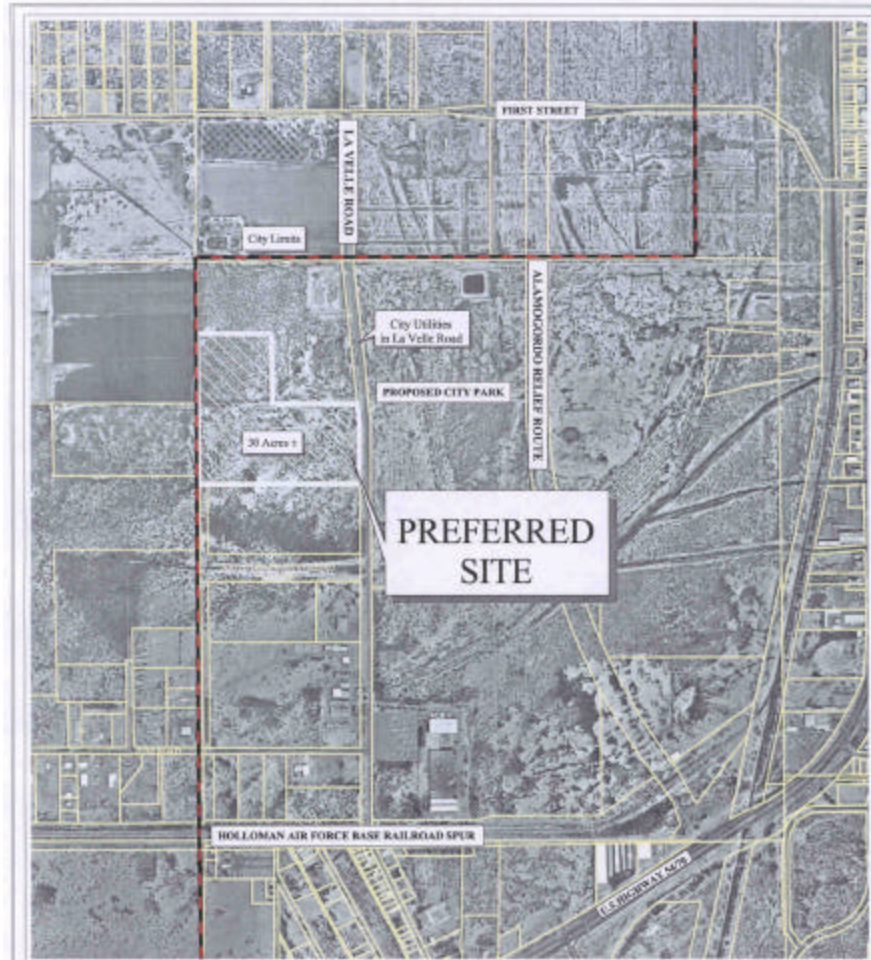 FIRST STREET
LA VELLE ROAD
City Limits
ALAMOGORDO RELIEF ROUTE
City Utilities
in La Velle Road
PROPOSED CITY PARK
30 Acres ±
PREFERRED
SITE
HOLLOMAN AIR FORCE BASE RAILROAD SPUR
U.S HIGHWAY 54/70